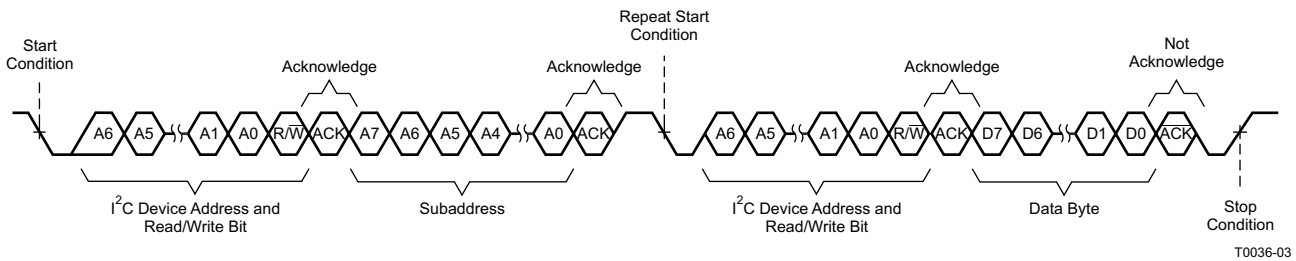 Repeat Start
Condition
Start
Condition
Not
Acknowledge
Acknowledge
Acknowledge
Acknowledge
A6 A5 A1 A0 R/W̅ ACK A7 A6 A5 A4 A0 ACK A6 A5 A1 A0 R/W̅ ACK D7 D6 D1 D0 A̅C̅K̅
I²C Device Address and
Read/Write Bit
Subaddress
I²C Device Address and
Read/Write Bit
Data Byte
Stop
Condition
T0036-03